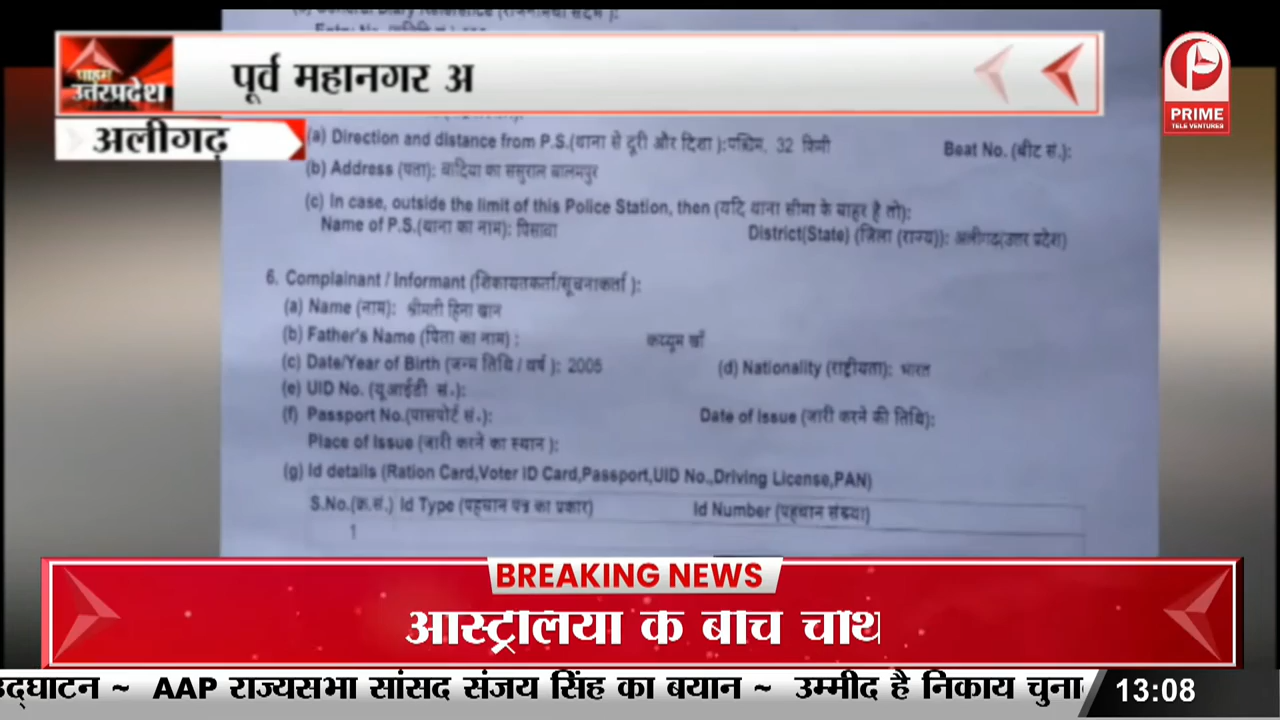 पूर्व महानगर अ
प्राइम
उत्तरप्रदेश
अलीगढ़
PRIME
TELE VENTURES
(a) Direction and distance from P.S.(थाना से दूरी और दिशा ):पश्चिम, 32 किमी
Beat No. (बीट सं.):
(b) Address (पता): कदिया का ससुराल बालमपुर
(c) In case, outside the limit of this Police Station, then (यदि थाना सीमा के बाहर है तो):
Name of P.S.(थाना का नाम): पिसावा
District(State) (जिला (राज्य)): अलीगढ़(उत्तर प्रदेश)
6. Complainant / Informant (शिकायतकर्ता/सूचनाकर्ता ):
(a) Name (नाम): श्रीमती हिना खान
(b) Father's Name (पिता का नाम) : कय्यूम खाँ
(c) Date/Year of Birth (जन्म तिथि / वर्ष ): 2005
(d) Nationality (राष्ट्रीयता): भारत
(e) UID No. (यूआईडी सं.):
(f) Passport No.(पासपोर्ट सं.):
Date of Issue (जारी करने की तिथि):
Place of Issue (जारी करने का स्थान ):
(g) Id details (Ration Card,Voter ID Card,Passport,UID No.,Driving License,PAN)
S.No.(क्र.सं.) Id Type (पहचान पत्र का प्रकार)
Id Number (पहचान संख्या)
1
BREAKING NEWS
आस्ट्रेलिया के बीच चौथ
उद्घाटन ~ AAP राज्यसभा सांसद संजय सिंह का बयान ~ उम्मीद है निकाय चुना
13:08